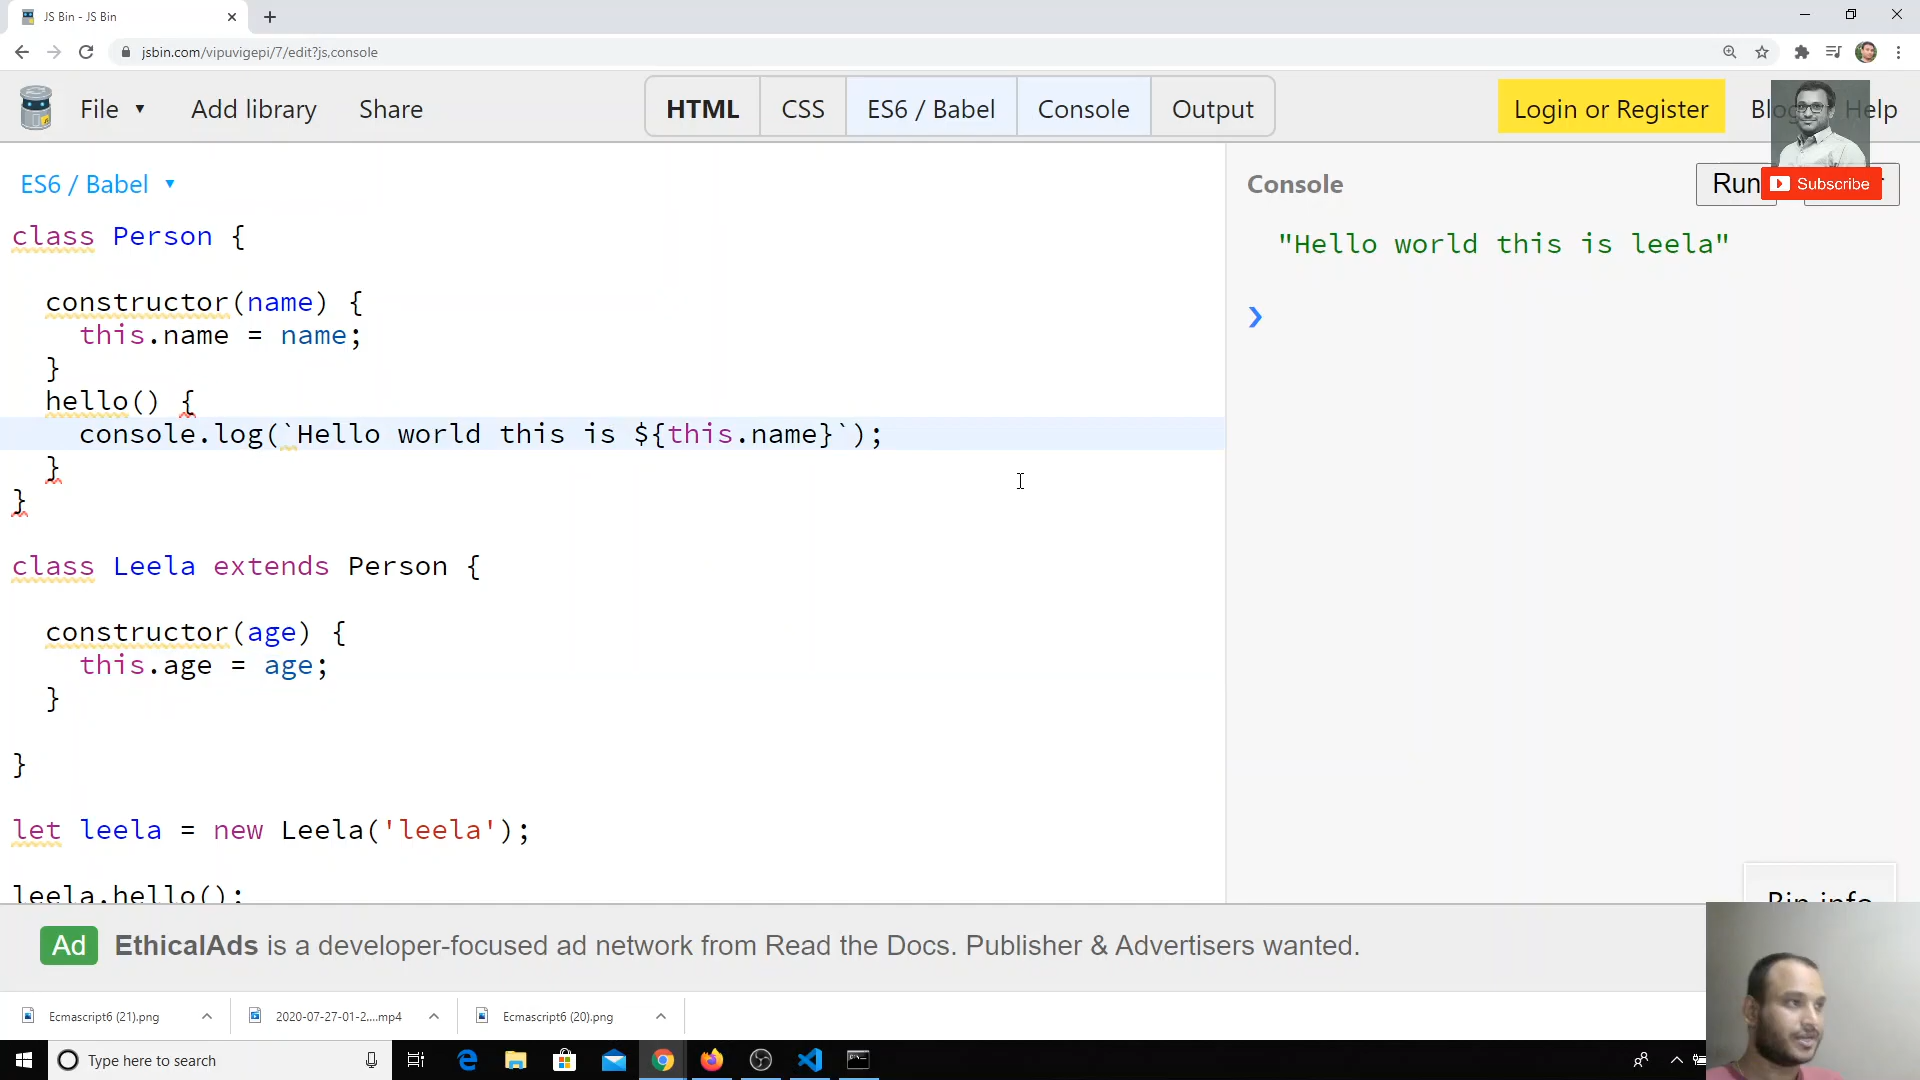 JS Bin - JS Bin
jsbin.com/vipuvigepi/7/edit?js,console
File Add library Share HTML CSS ES6 / Babel Console Output Login or Register Help
ES6 / Babel
Console
Run
Subscribe
class Person {
constructor(name) {
this.name = name;
}
hello() {
console.log(`Hello world this is ${this.name}`);
}
}
class Leela extends Person {
constructor(age) {
this.age = age;
}
}
let leela = new Leela('leela');
leela.hello();
"Hello world this is leela"
Bin info
Ad EthicalAds is a developer-focused ad network from Read the Docs. Publisher & Advertisers wanted.
Ecmascript6 (21).png
2020-07-27-01-2....mp4
Ecmascript6 (20).png
Type here to search